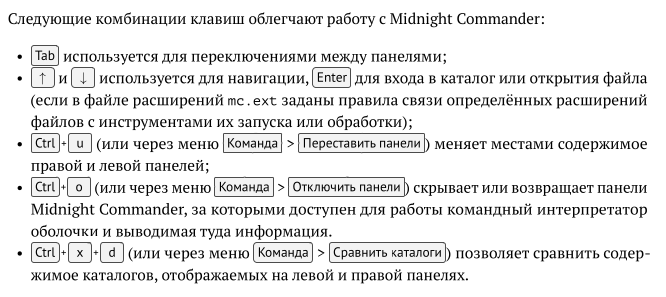 Следующие комбинации клавиш облегчают работу с Midnight Commander:
• Tab используется для переключениями между панелями;
• ↑ и ↓ используется для навигации, Enter для входа в каталог или открытия файла
(если в файле расширений mc.ext заданы правила связи определённых расширений
файлов с инструментами их запуска или обработки);
• Ctrl + u (или через меню Команда > Переставить панели) меняет местами содержимое
правой и левой панелей;
• Ctrl + o (или через меню Команда > Отключить панели) скрывает или возвращает панели
Midnight Commander, за которыми доступен для работы командный интерпретатор
оболочки и выводимая туда информация.
• Ctrl + x + d (или через меню Команда > Сравнить каталоги) позволяет сравнить содер-
жимое каталогов, отображаемых на левой и правой панелях.